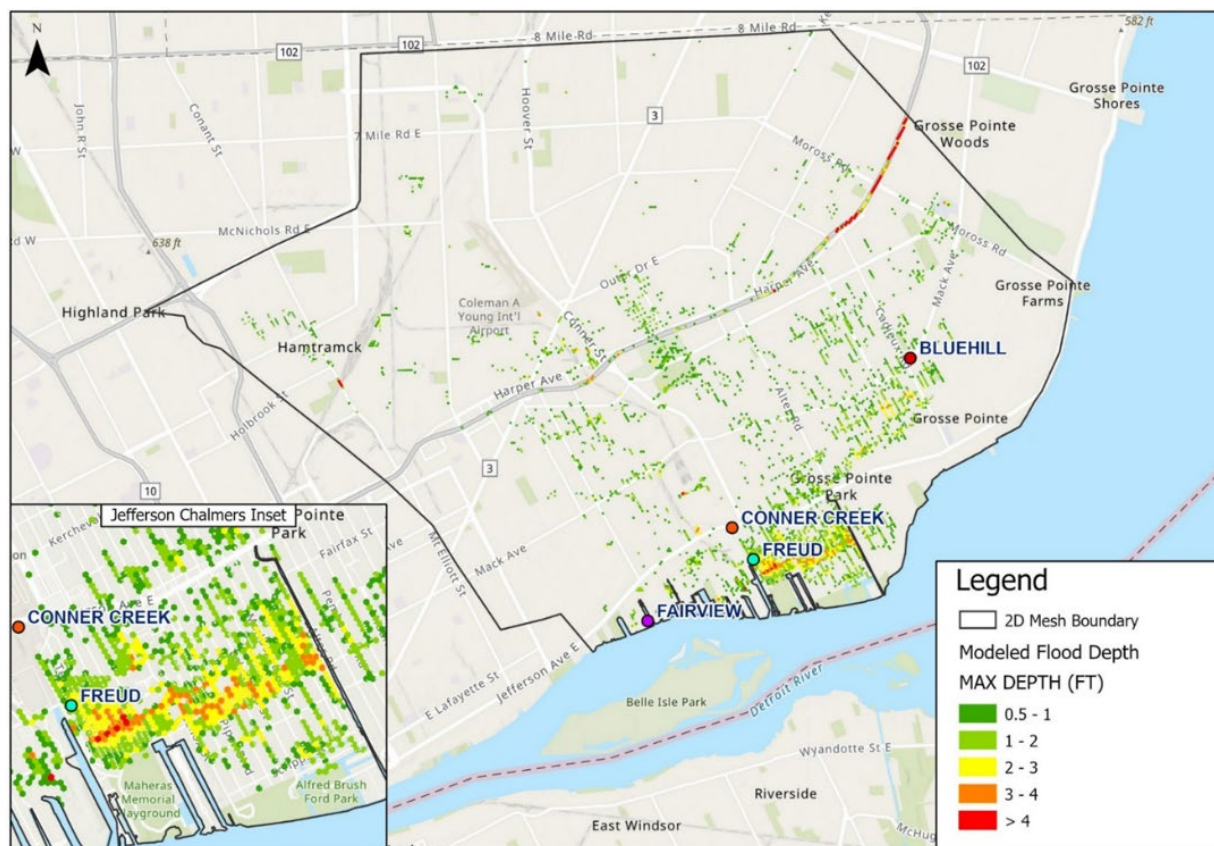 N
8 Mile Rd
8 Mile Rd
582 ft
102
102
102
Grosse Pointe
Shores
John R St
Conant St
Hoover St
3
7 Mile Rd E
Grosse Pointe
Woods
Moross Rd
McNichols Rd E
638 ft
Outer Dr E
Moross Rd
Mack Ave
Harper Ave
Grosse Pointe
Farms
Highland Park
Coleman A
Young Int'l
Airport
Conner St
Hamtramck
Cadieux Rd
BLUEHILL
Harper Ave
Holbrook St
Alter Rd
Grosse Pointe
3
10
Grosse Pointe
Park
CONNER CREEK
FREUD
Mt Elliott St
Mack Ave
FAIRVIEW
E Lafayette St
Jefferson Ave E
Belle Isle Park
Detroit River
Wyandotte St E
Riverside
East Windsor
Jefferson Chalmers Inset
Pointe
Park
Fairfax St
CONNER CREEK
FREUD
Maheras
Memorial
Playground
Alfred Brush
Ford Park
Legend
2D Mesh Boundary
Modeled Flood Depth
MAX DEPTH (FT)
0.5 - 1
1 - 2
2 - 3
3 - 4
> 4